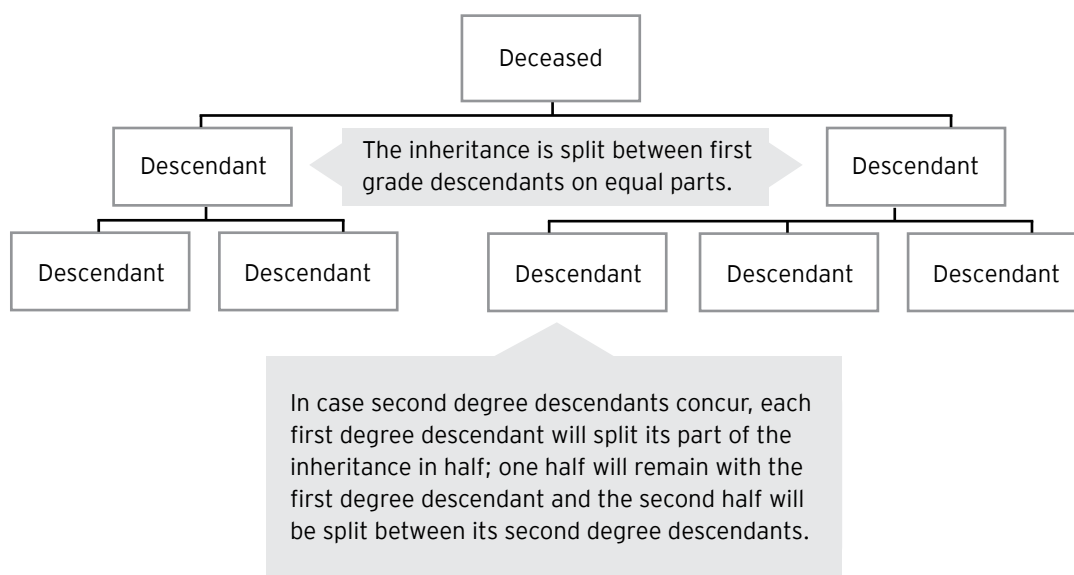 Deceased
Descendant
The inheritance is split between first
grade descendants on equal parts.
Descendant
Descendant
Descendant
Descendant
Descendant
Descendant
In case second degree descendants concur, each
first degree descendant will split its part of the
inheritance in half; one half will remain with the
first degree descendant and the second half will
be split between its second degree descendants.